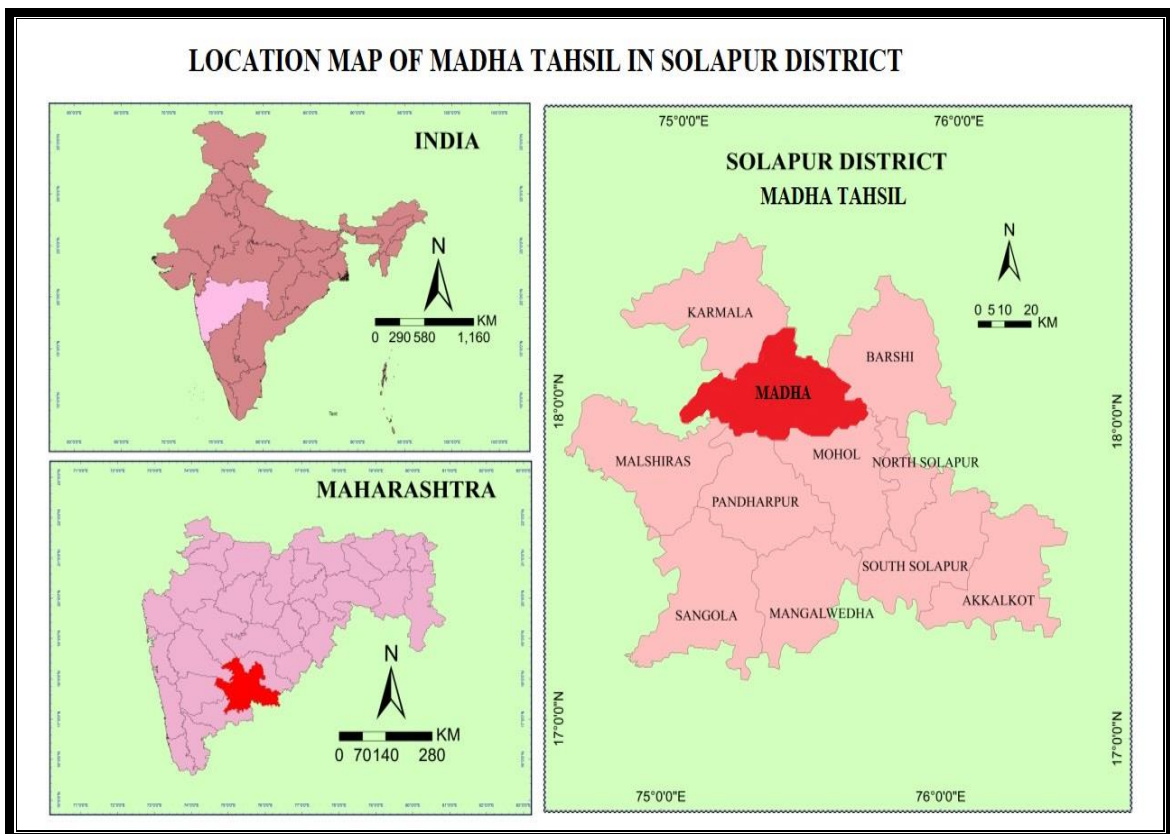 LOCATION MAP OF MADHA TAHSIL IN SOLAPUR DISTRICT
INDIA
N
KM
0 290 580 1,160
Text
MAHARASHTRA
N
KM
0 70 140 280
75°0'0"E 76°0'0"E
SOLAPUR DISTRICT
MADHA TAHSIL
N
0 5 10 20
KM
KARMALA
BARSHI
MADHA
18°0'0"N
18°0'0"N
MALSHIRAS
MOHOL
NORTH SOLAPUR
PANDHARPUR
SOUTH SOLAPUR
AKKALKOT
SANGOLA
MANGALWEDHA
17°0'0"N
17°0'0"N
75°0'0"E 76°0'0"E